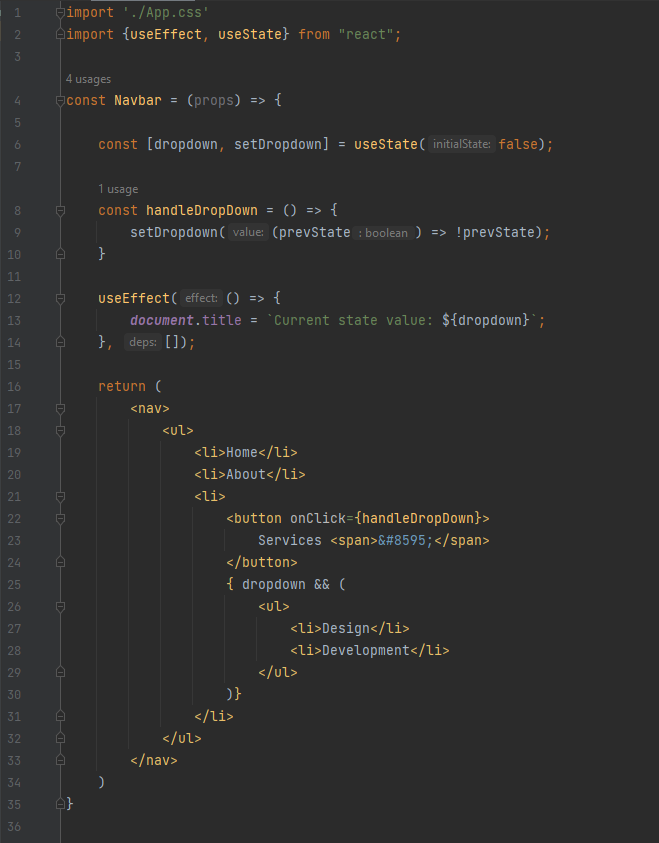 1 import './App.css'
2 import {useEffect, useState} from "react";
3
4 usages
4 const Navbar = (props) => {
5
6 const [dropdown, setDropdown] = useState( initialState: false);
7
1 usage
8 const handleDropDown = () => {
9 setDropdown( value: (prevState : boolean ) => !prevState);
10 }
11
12 useEffect( effect: () => {
13 document.title = `Current state value: ${dropdown}`;
14 }, deps: []);
15
16 return (
17 <nav>
18 <ul>
19 <li>Home</li>
20 <li>About</li>
21 <li>
22 <button onClick={handleDropDown}>
23 Services <span>&#8595;</span>
24 </button>
25 { dropdown && (
26 <ul>
27 <li>Design</li>
28 <li>Development</li>
29 </ul>
30 )}
31 </li>
32 </ul>
33 </nav>
34 )
35 }
36